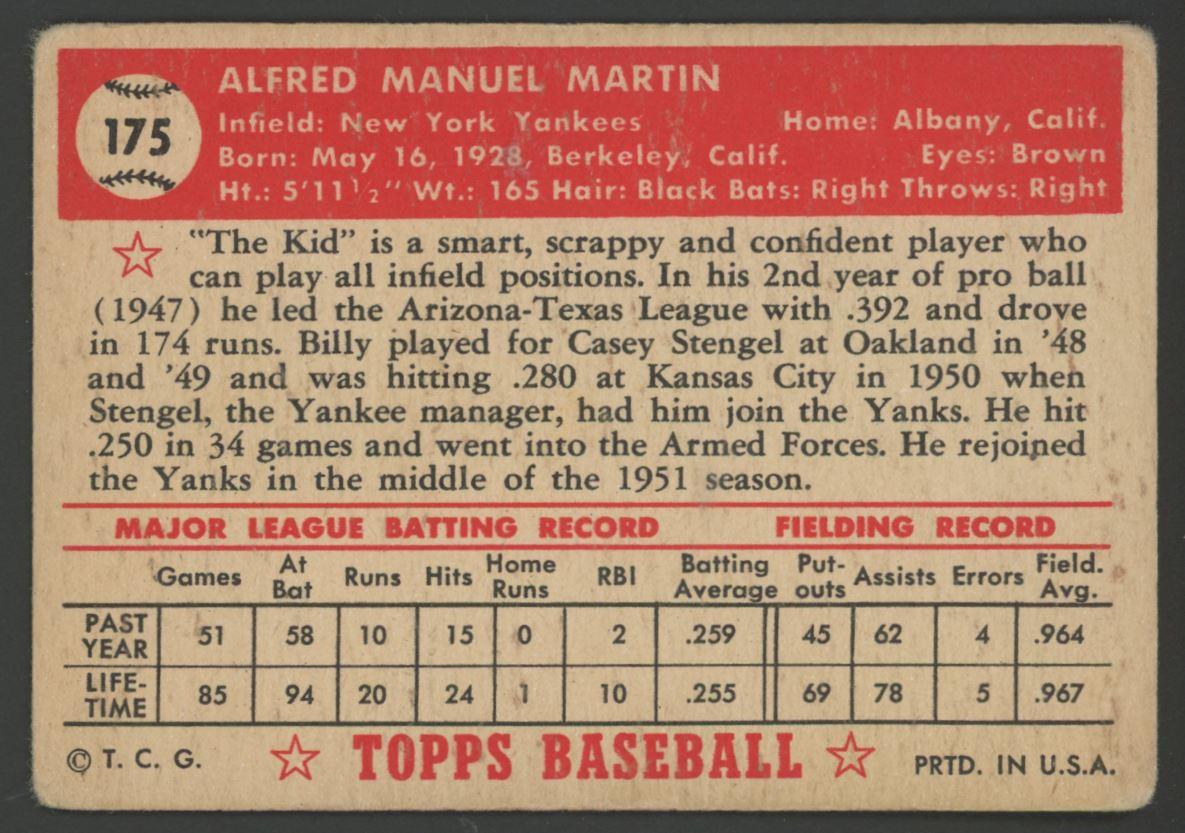 175
ALFRED MANUEL MARTIN
Infield: New York Yankees Home: Albany, Calif.
Born: May 16, 1928, Berkeley, Calif. Eyes: Brown
Ht.: 5'11 1/2" Wt.: 165 Hair: Black Bats: Right Throws: Right
"The Kid" is a smart, scrappy and confident player who
can play all infield positions. In his 2nd year of pro ball
(1947) he led the Arizona-Texas League with .392 and drove
in 174 runs. Billy played for Casey Stengel at Oakland in '48
and '49 and was hitting .280 at Kansas City in 1950 when
Stengel, the Yankee manager, had him join the Yanks. He hit
.250 in 34 games and went into the Armed Forces. He rejoined
the Yanks in the middle of the 1951 season.
MAJOR LEAGUE BATTING RECORD FIELDING RECORD
Games At Bat Runs Hits Home Runs RBI Batting Average Put-outs Assists Errors Field. Avg.
PAST YEAR 51 58 10 15 0 2 .259 45 62 4 .964
LIFE-TIME 85 94 20 24 1 10 .255 69 78 5 .967
© T. C. G. TOPPS BASEBALL PRTD. IN U.S.A.